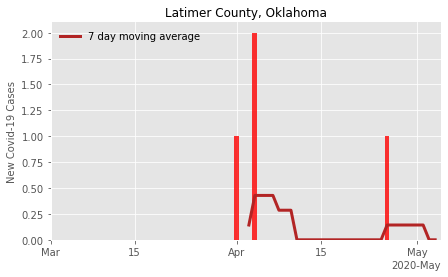 Latimer County, Oklahoma
7 day moving average
New Covid-19 Cases
2.00
1.75
1.50
1.25
1.00
0.75
0.50
0.25
0.00
Mar 15 Apr 15 May
2020-May